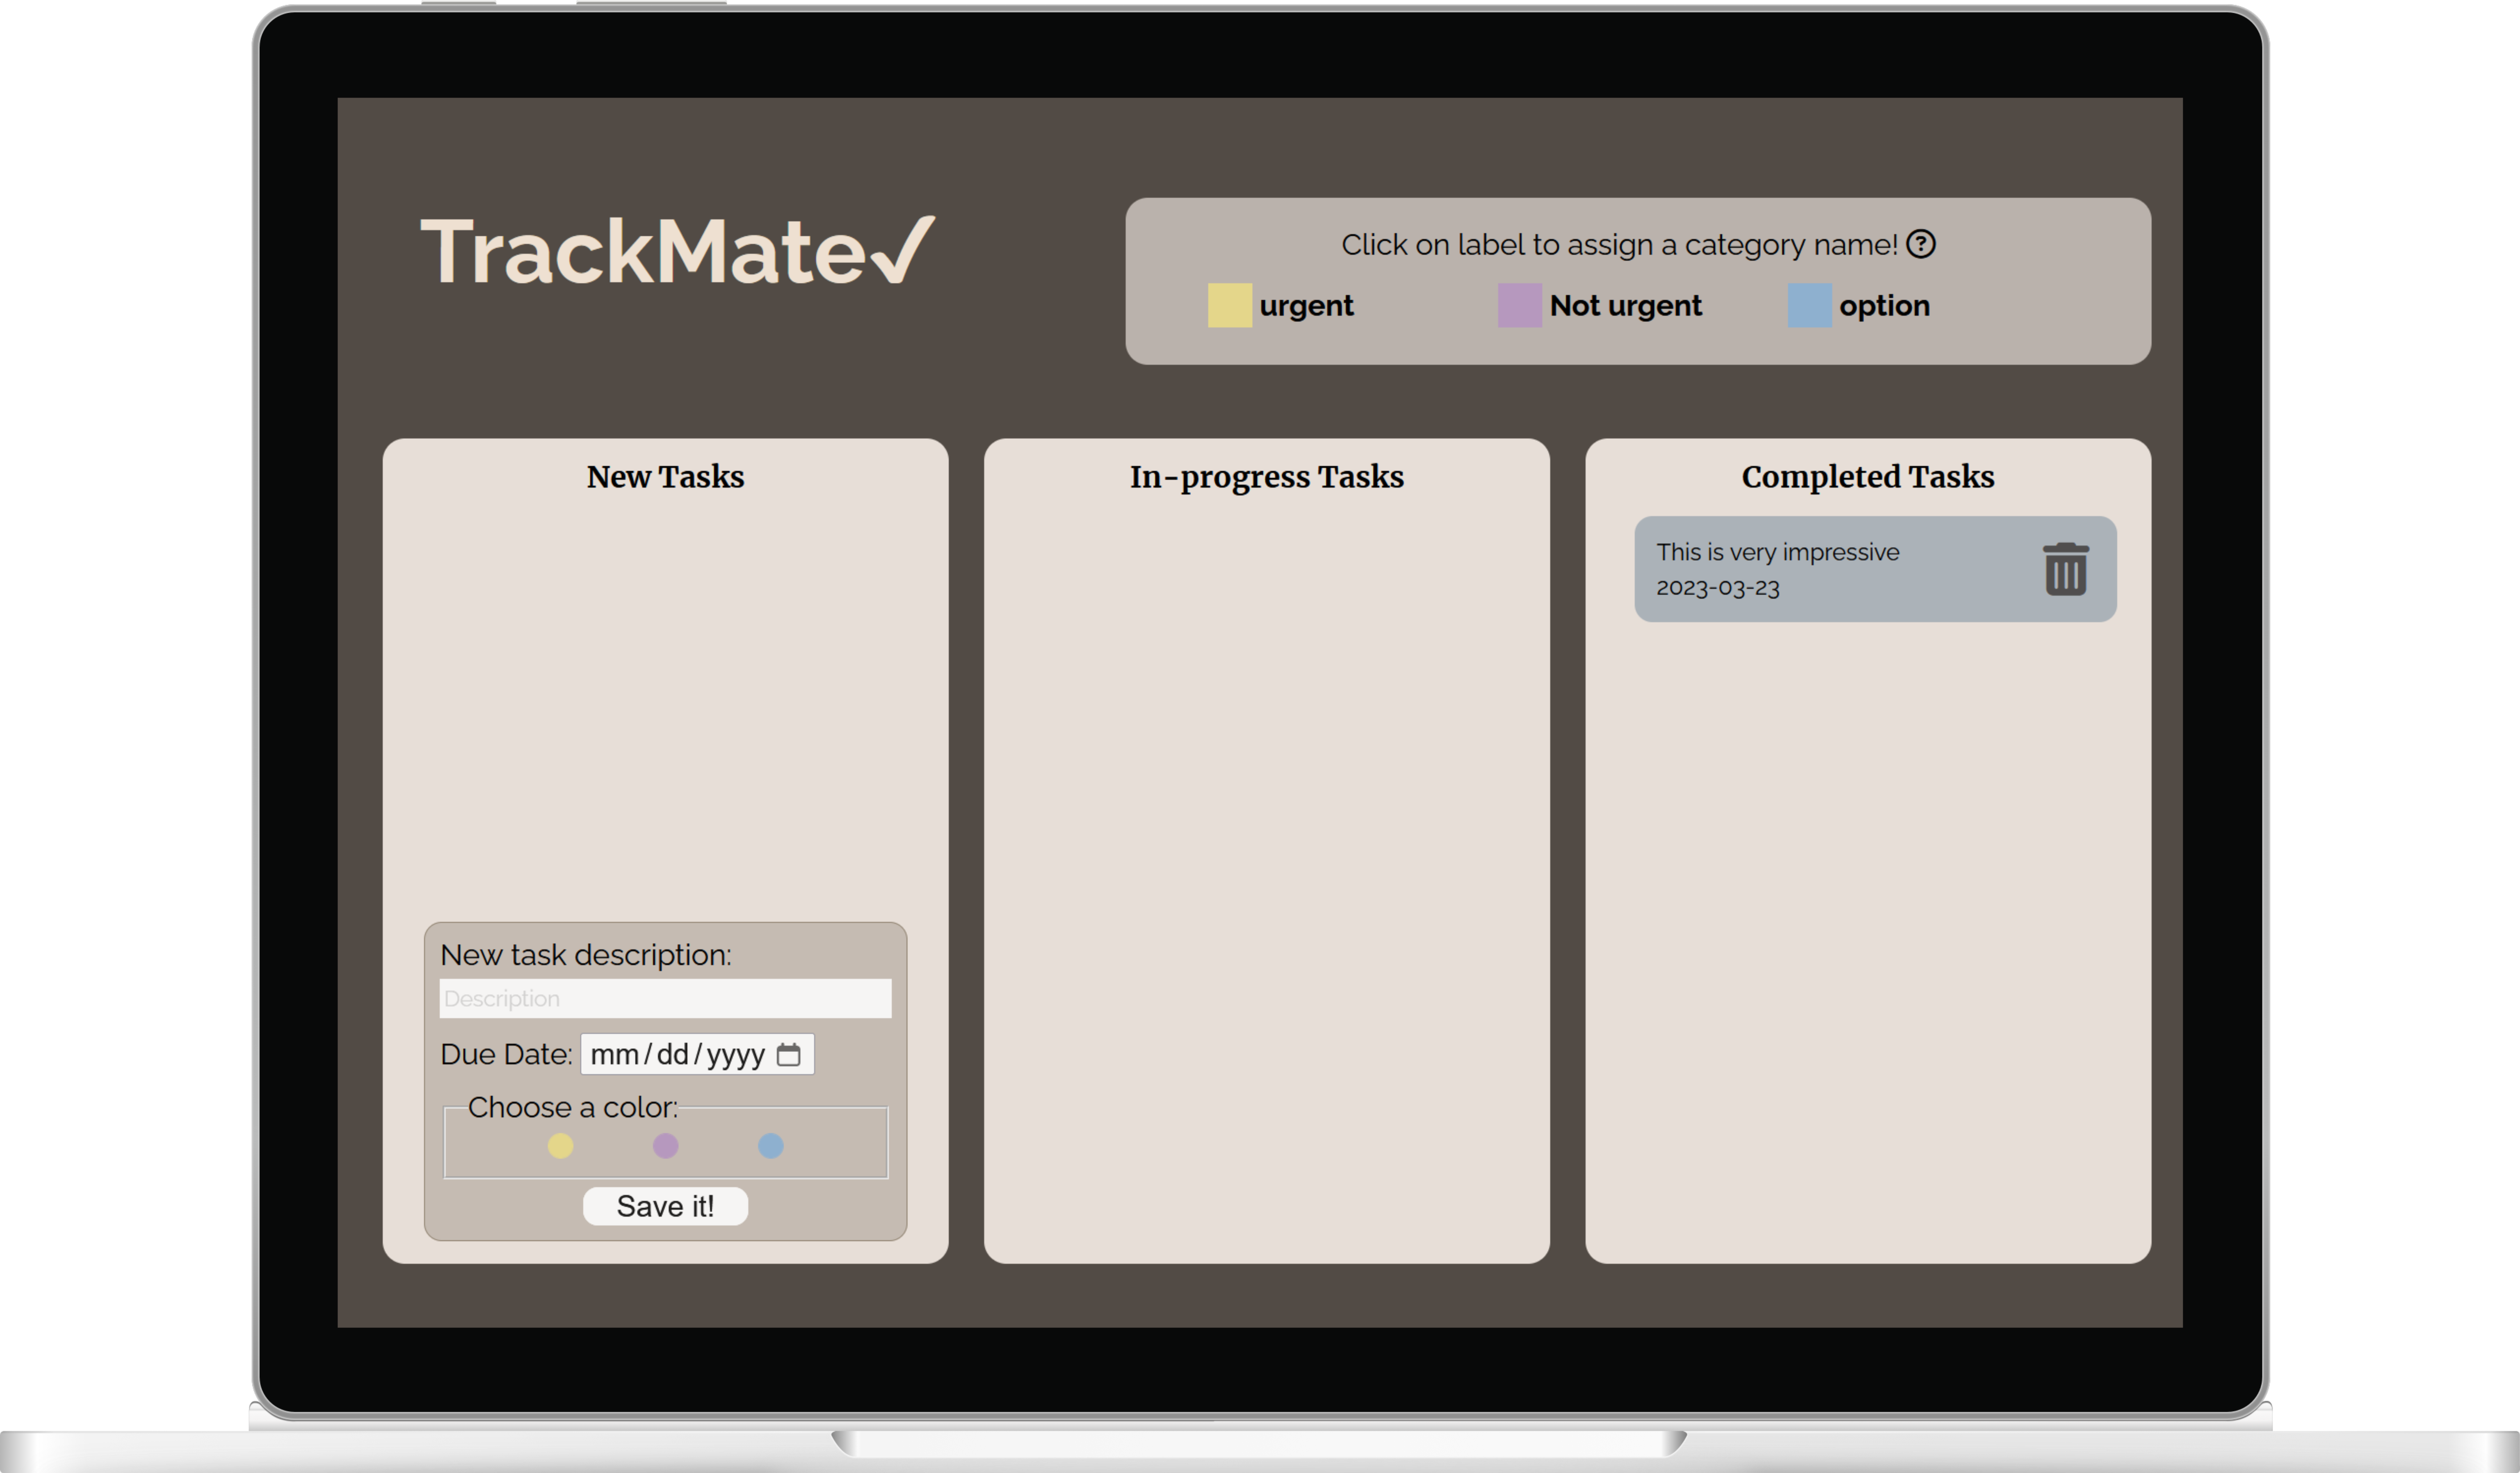 TrackMate✓
Click on label to assign a category name! ?
urgent
Not urgent
option
New Tasks
New task description:
Description
Due Date: mm/dd/yyyy
Choose a color:
Save it!
In-progress Tasks
Completed Tasks
This is very impressive
2023-03-23